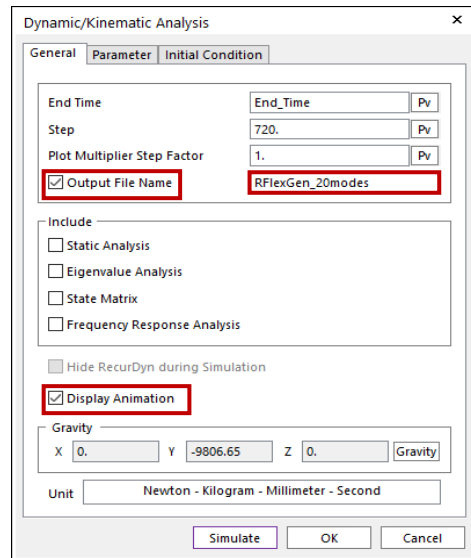 Dynamic/Kinematic Analysis ×
General Parameter Initial Condition
End Time End_Time Pv
Step 720. Pv
Plot Multiplier Step Factor 1. Pv
Output File Name RFlexGen_20modes
Include
Static Analysis
Eigenvalue Analysis
State Matrix
Frequency Response Analysis
Hide RecurDyn during Simulation
Display Animation
Gravity
X 0. Y -9806.65 Z 0. Gravity
Unit Newton - Kilogram - Millimeter - Second
Simulate OK Cancel